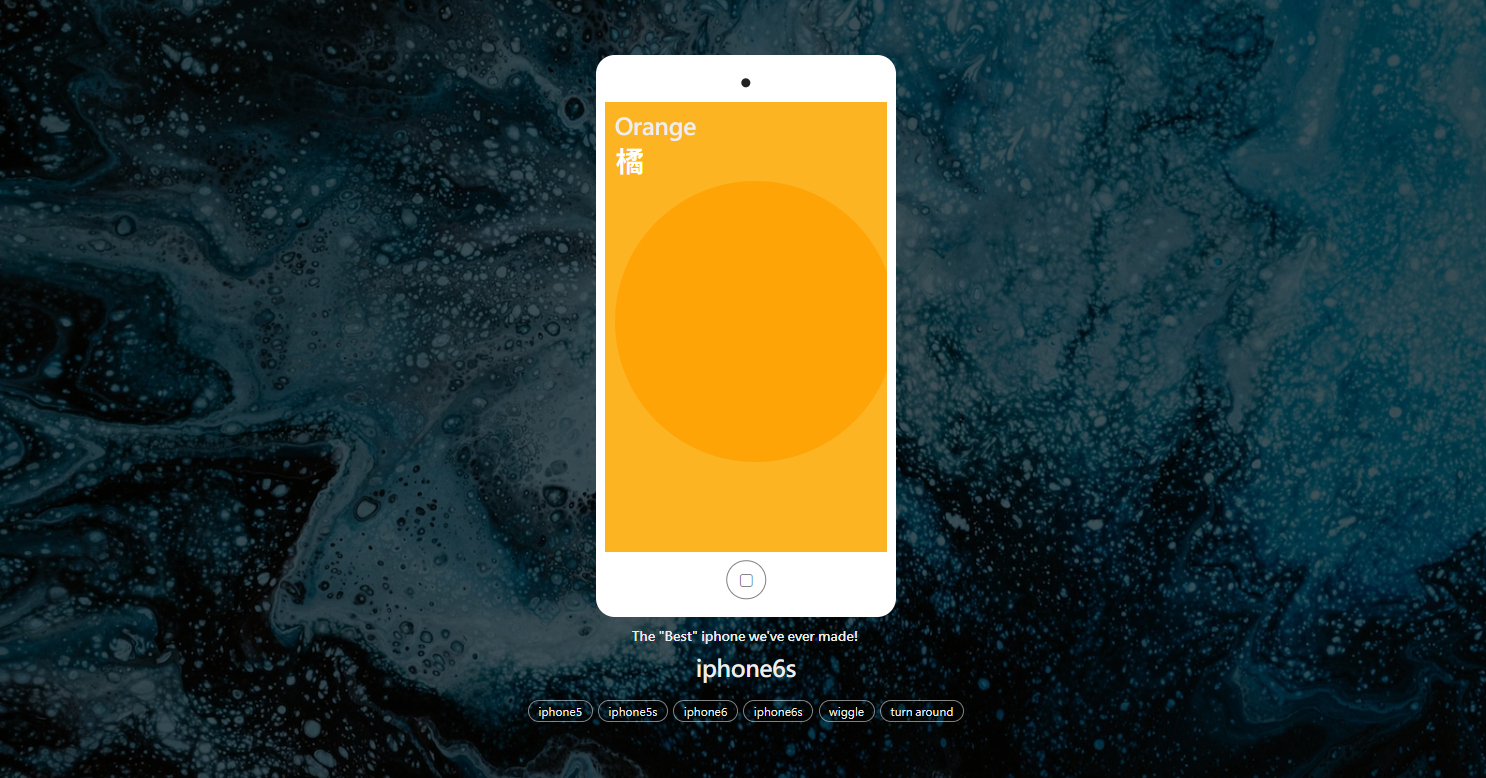 Orange
橘
The "Best" iphone we've ever made!
iphone6s
iphone5 iphone5s iphone6 iphone6s wiggle turn around